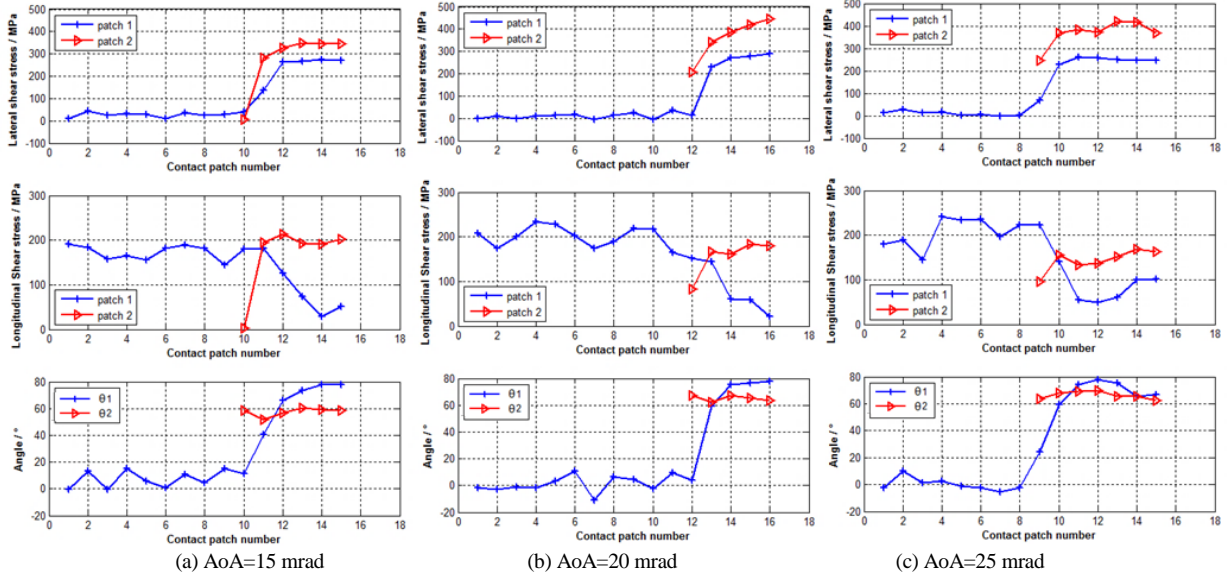 500
400
300
200
100
0
-100
0 2 4 6 8 10 12 14 16 18
Lateral shear stress / MPa
Contact patch number
patch 1
patch 2
300
200
100
0
0 2 4 6 8 10 12 14 16 18
Longitudinal Shear stress / MPa
Contact patch number
patch 1
patch 2
80
60
40
20
0
-20
0 2 4 6 8 10 12 14 16 18
Angle / °
Contact patch number
θ1
θ2
(a) AoA=15 mrad
500
400
300
200
100
0
-100
0 2 4 6 8 10 12 14 16 18
Lateral shear stress / MPa
Contact patch number
patch 1
patch 2
300
200
100
0
0 2 4 6 8 10 12 14 16 18
Longitudinal Shear stress / MPa
Contact patch number
patch 1
patch 2
80
60
40
20
0
-20
0 2 4 6 8 10 12 14 16 18
Angle / °
Contact patch number
θ1
θ2
(b) AoA=20 mrad
500
400
300
200
100
0
-100
0 2 4 6 8 10 12 14 16 18
Lateral shear stress / MPa
Contact patch number
patch 1
patch 2
300
200
100
0
0 2 4 6 8 10 12 14 16 18
Longitudinal Shear stress / MPa
Contact patch number
patch 1
patch 2
80
60
40
20
0
-20
0 2 4 6 8 10 12 14 16 18
Angle / °
Contact patch number
θ1
θ2
(c) AoA=25 mrad